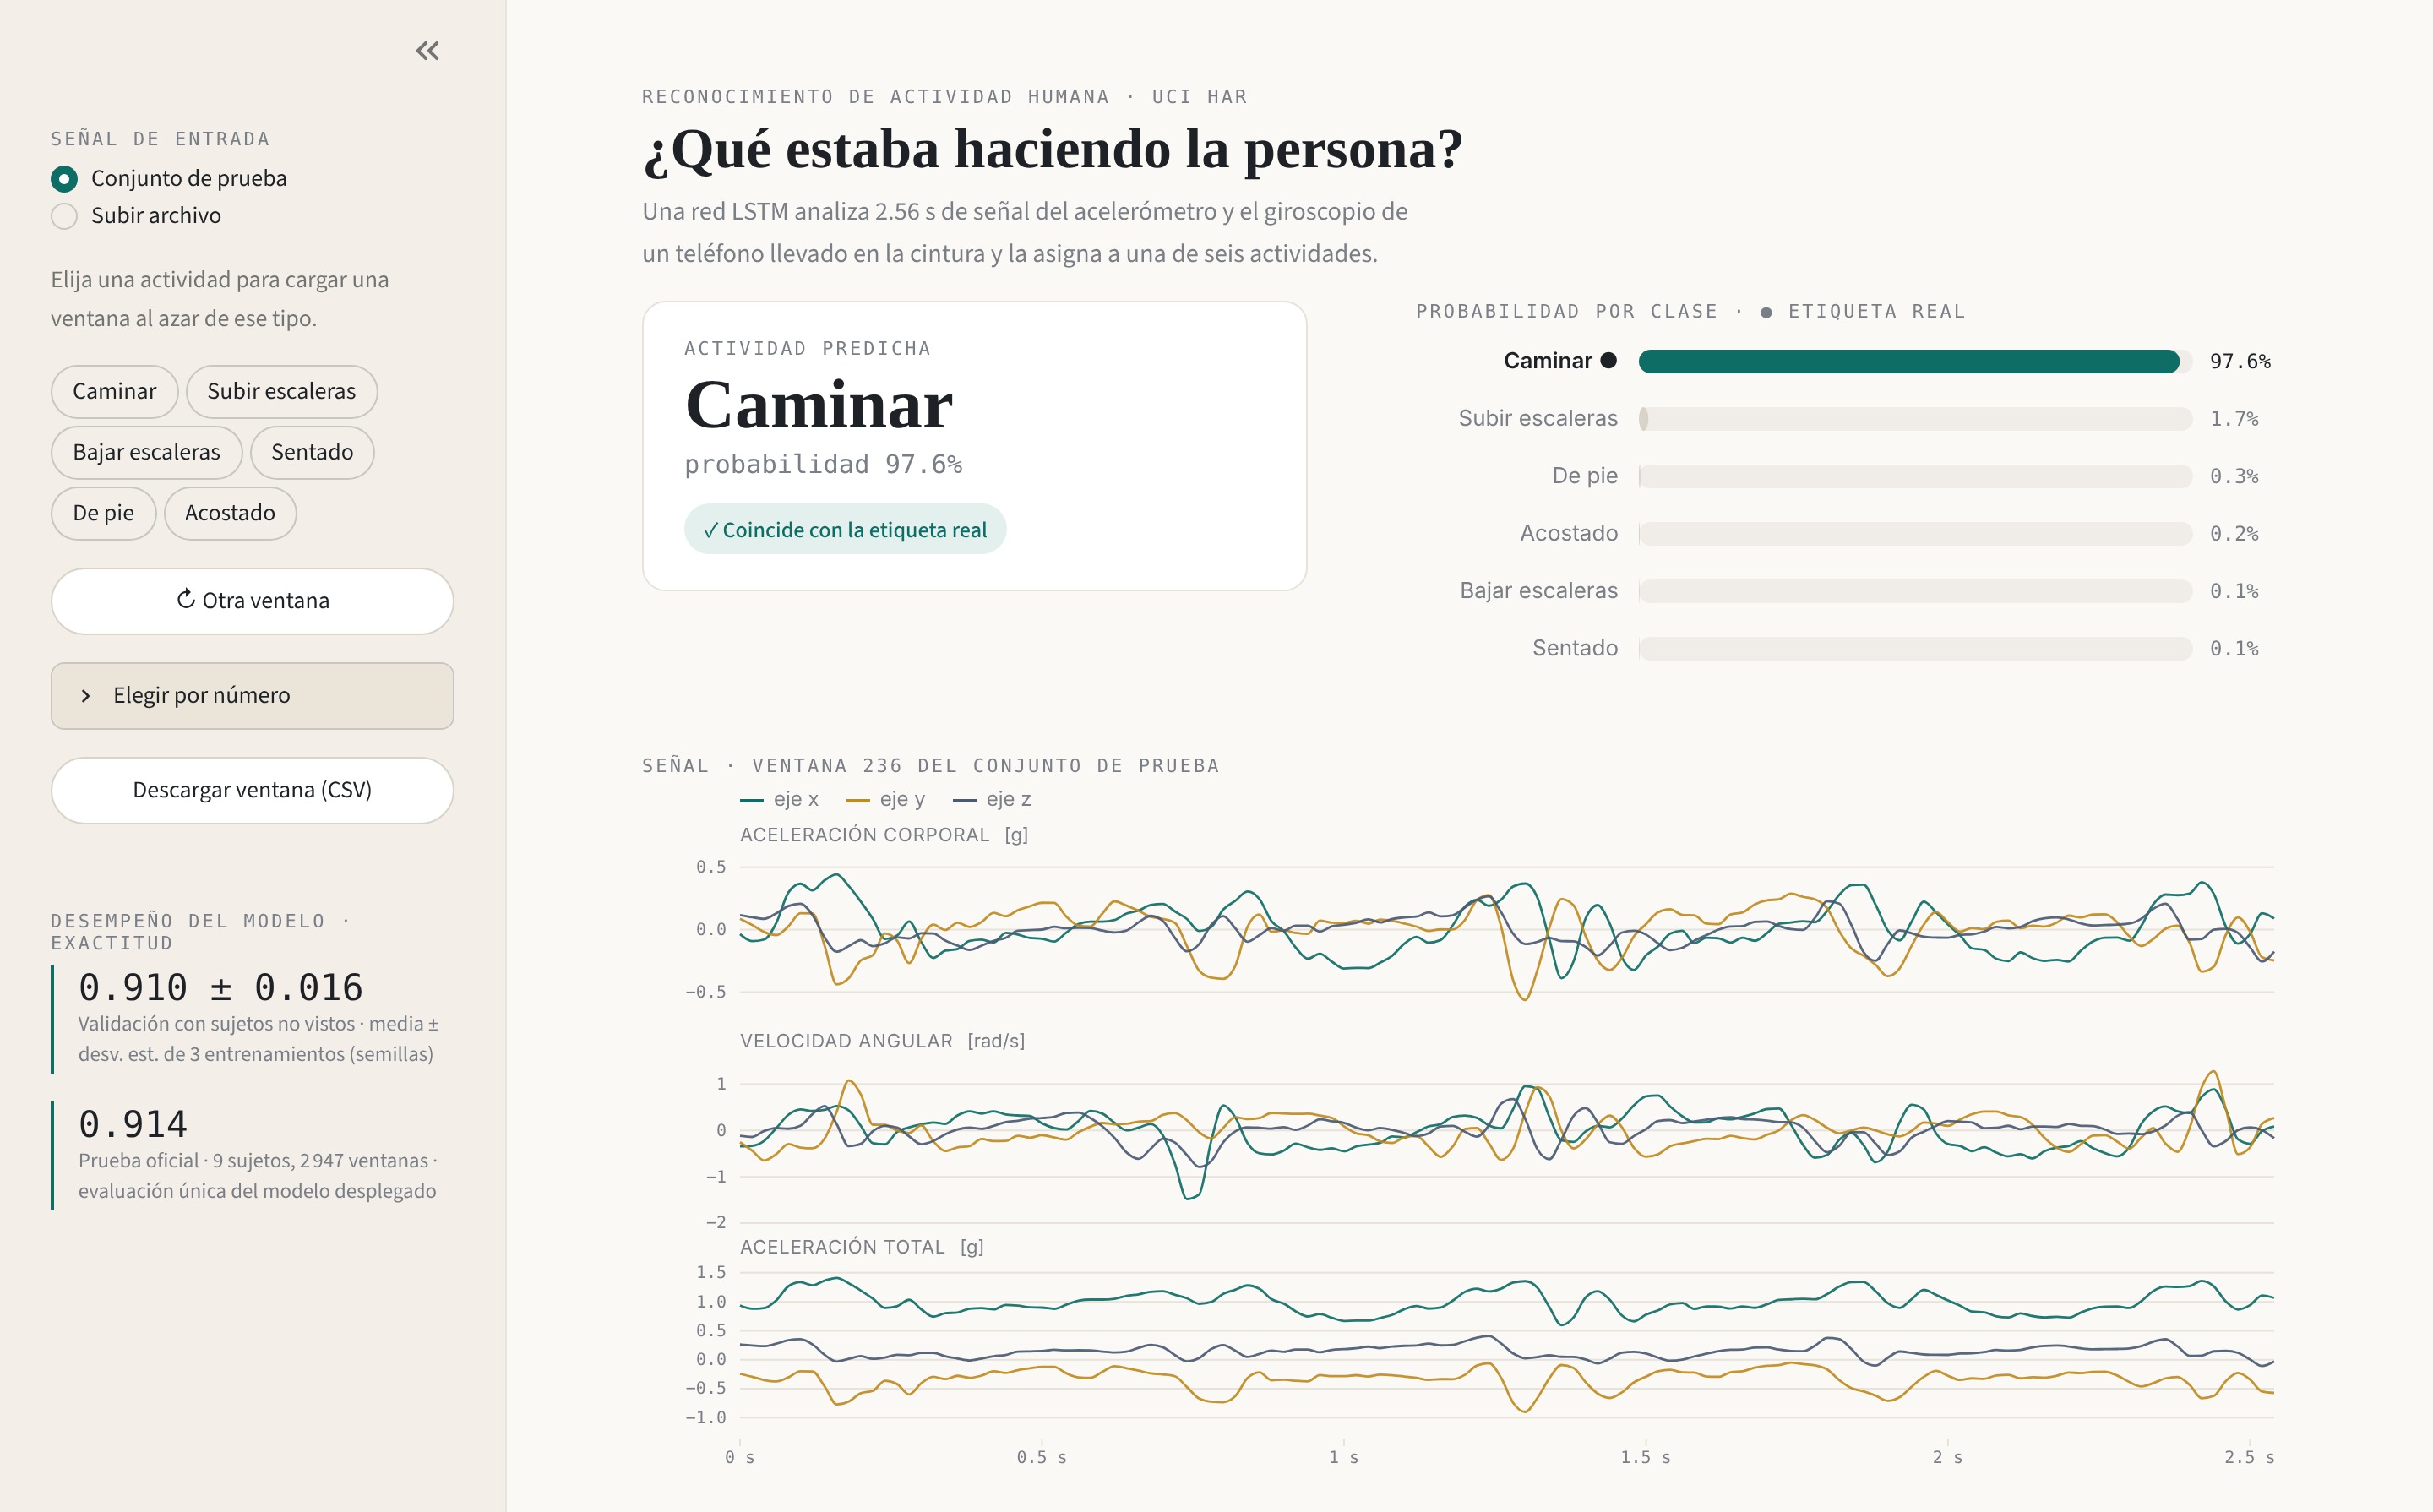 SEÑAL DE ENTRADA
Conjunto de prueba
Subir archivo
Elija una actividad para cargar una
ventana al azar de ese tipo.
Caminar
Subir escaleras
Bajar escaleras
Sentado
De pie
Acostado
↻ Otra ventana
Elegir por número
Descargar ventana (CSV)
DESEMPEÑO DEL MODELO ·
EXACTITUD
0.910 ± 0.016
Validación con sujetos no vistos · media ±
desv. est. de 3 entrenamientos (semillas)
0.914
Prueba oficial · 9 sujetos, 2 947 ventanas ·
evaluación única del modelo desplegado
RECONOCIMIENTO DE ACTIVIDAD HUMANA · UCI HAR
¿Qué estaba haciendo la persona?
Una red LSTM analiza 2.56 s de señal del acelerómetro y el giroscopio de
un teléfono llevado en la cintura y la asigna a una de seis actividades.
ACTIVIDAD PREDICHA
Caminar
probabilidad 97.6%
✓ Coincide con la etiqueta real
PROBABILIDAD POR CLASE · ● ETIQUETA REAL
Caminar ● 97.6%
Subir escaleras 1.7%
De pie 0.3%
Acostado 0.2%
Bajar escaleras 0.1%
Sentado 0.1%
SEÑAL · VENTANA 236 DEL CONJUNTO DE PRUEBA
eje x eje y eje z
ACELERACIÓN CORPORAL [g]
0.5
0.0
−0.5
VELOCIDAD ANGULAR [rad/s]
1
0
−1
−2
ACELERACIÓN TOTAL [g]
1.5
1.0
0.5
0.0
−0.5
−1.0
0 s 0.5 s 1 s 1.5 s 2 s 2.5 s